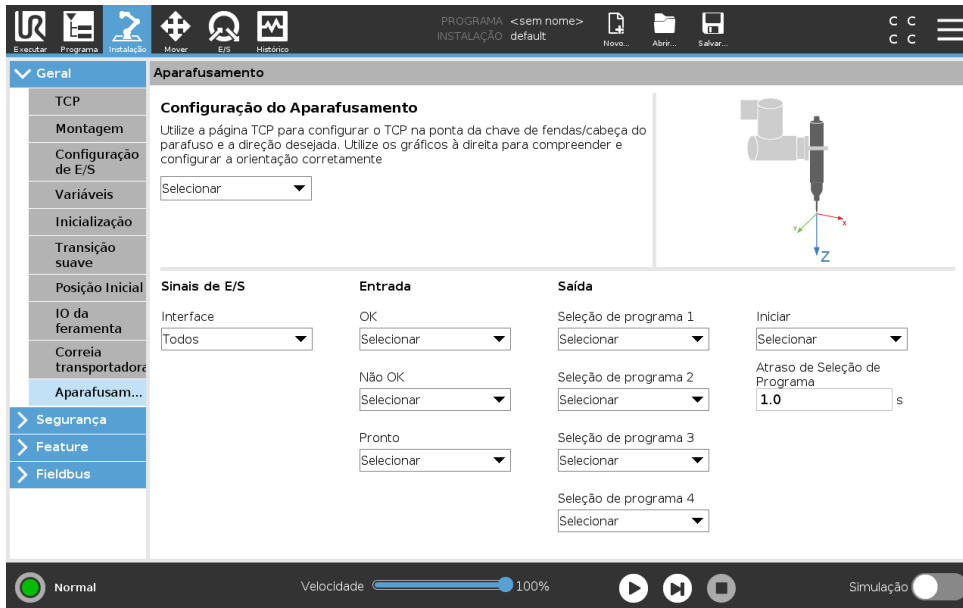 PROGRAMA <sem nome>
INSTALAÇÃO default
C C
C C
Executar Programa Instalação Mover E/S Histórico Novo... Abrir... Salvar...
Geral
Aparafusamento
TCP
Montagem
Configuração
de E/S
Variáveis
Inicialização
Transição
suave
Posição Inicial
IO da
feramenta
Correia
transportadora
Aparafusam...
Segurança
Feature
Fieldbus
Configuração do Aparafusamento
Utilize a página TCP para configurar o TCP na ponta da chave de fendas/cabeça do
parafuso e a direção desejada. Utilize os gráficos à direita para compreender e
configurar a orientação corretamente
Selecionar
X
Y
Z
Sinais de E/S Entrada Saída
Interface OK Seleção de programa 1 Iniciar
Todos Selecionar Selecionar Selecionar
Não OK Seleção de programa 2 Atraso de Seleção de
Programa
Selecionar Selecionar 1.0 s
Pronto Seleção de programa 3
Selecionar Selecionar
Seleção de programa 4
Selecionar
Normal Velocidade 100% Simulação